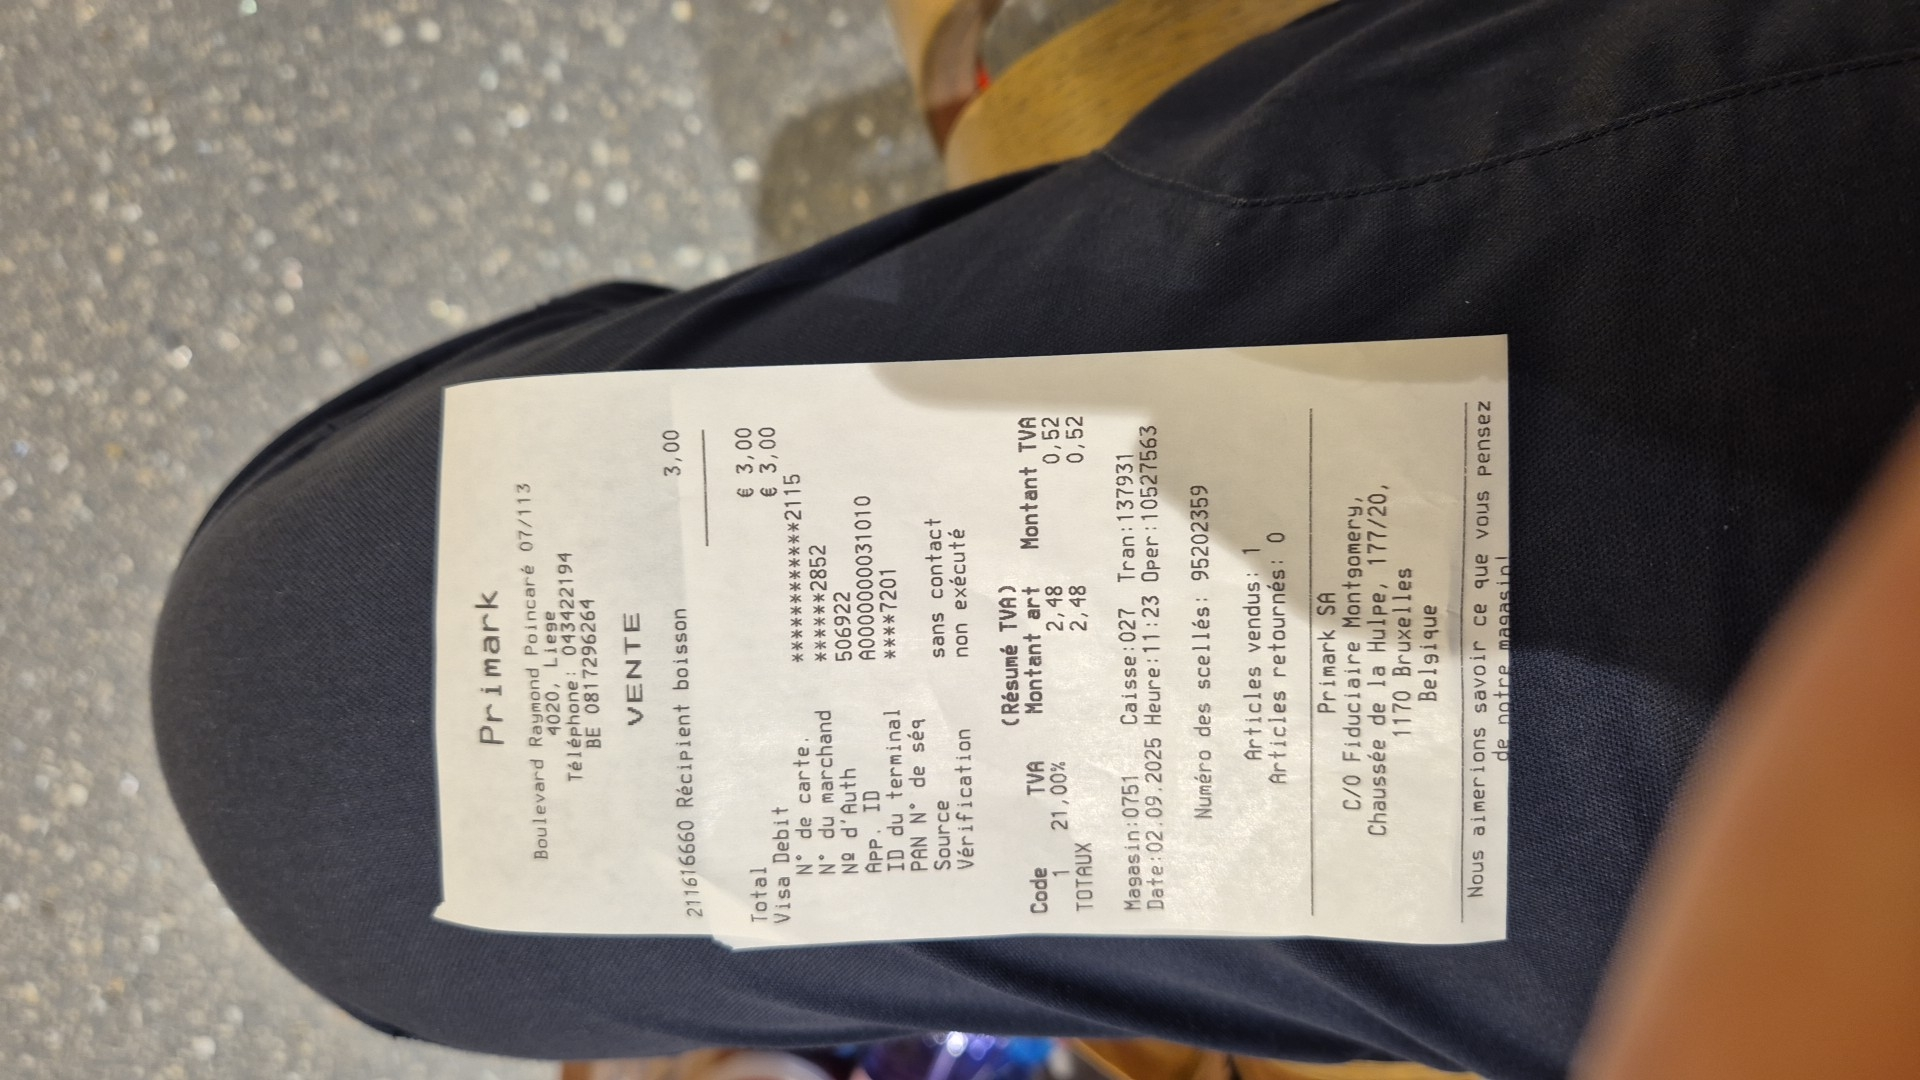 Primark
Boulevard Raymond Poincaré 07/113
4020, Liege
Téléphone: 043422194
BE 0817296264
VENTE
211616660 Récipient boisson 3,00
Total € 3,00
Visa Debit € 3,00
N° de carte. ************2115
N° du marchand ******2852
Nº d'Auth 506922
APP. ID A0000000031010
ID du terminal ****7201
PAN N° de séq
Source sans contact
Vérification non exécuté
(Résumé TVA)
Code TVA Montant art Montant TVA
1 21,00% 2,48 0,52
TOTAUX 2,48 0,52
Magasin:0751 Caisse:027 Tran:137931
Date:02.09.2025 Heure:11:23 Oper:10527563
Numéro des scellés: 95202359
Articles vendus: 1
Articles retournés: 0
Primark SA
C/O Fiduciaire Montgomery,
Chaussée de la Hulpe, 177/20,
1170 Bruxelles
Belgique
Nous aimerions savoir ce que vous pensez
de notre magasin!